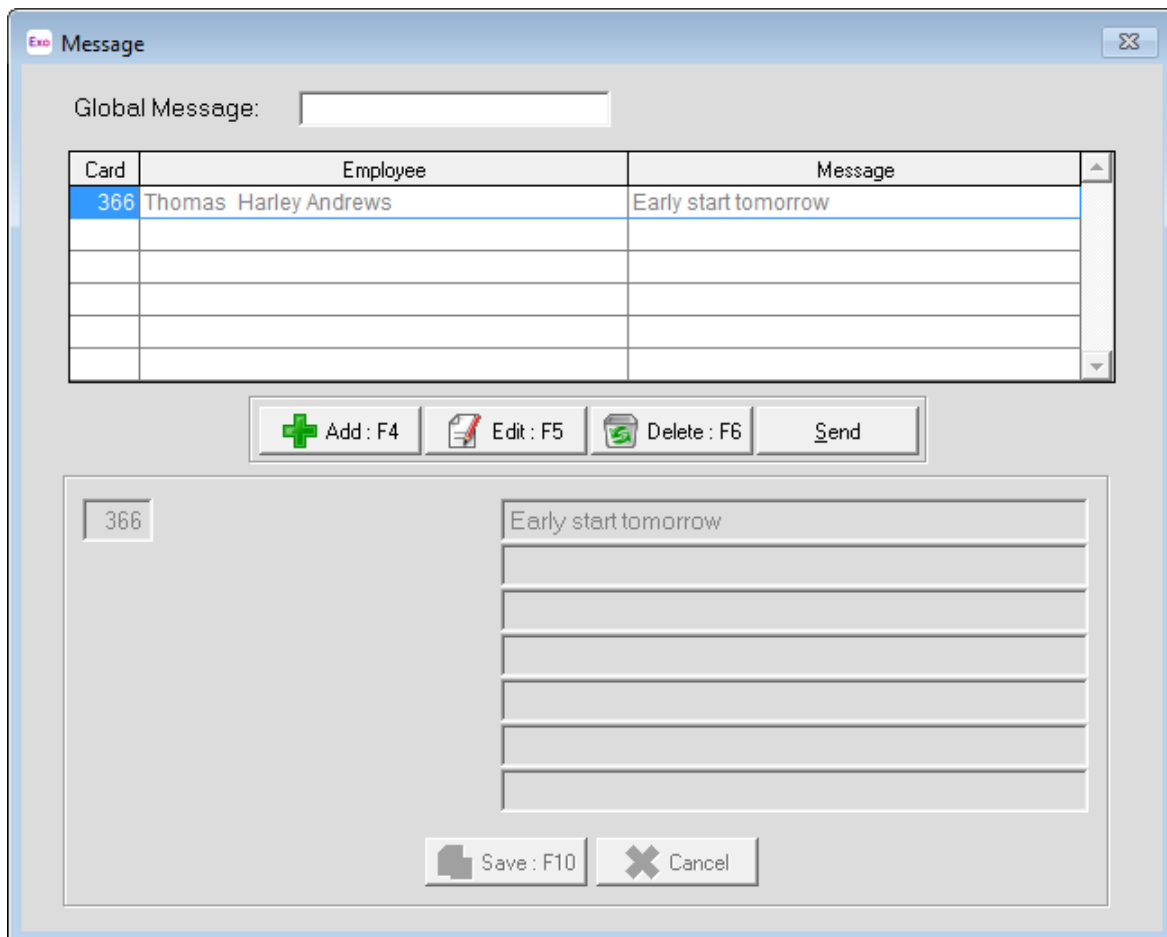 Exo Message
Global Message:
Card Employee Message
366 Thomas Harley Andrews Early start tomorrow
Add : F4 Edit : F5 Delete : F6 Send
366 Early start tomorrow
Save : F10 Cancel